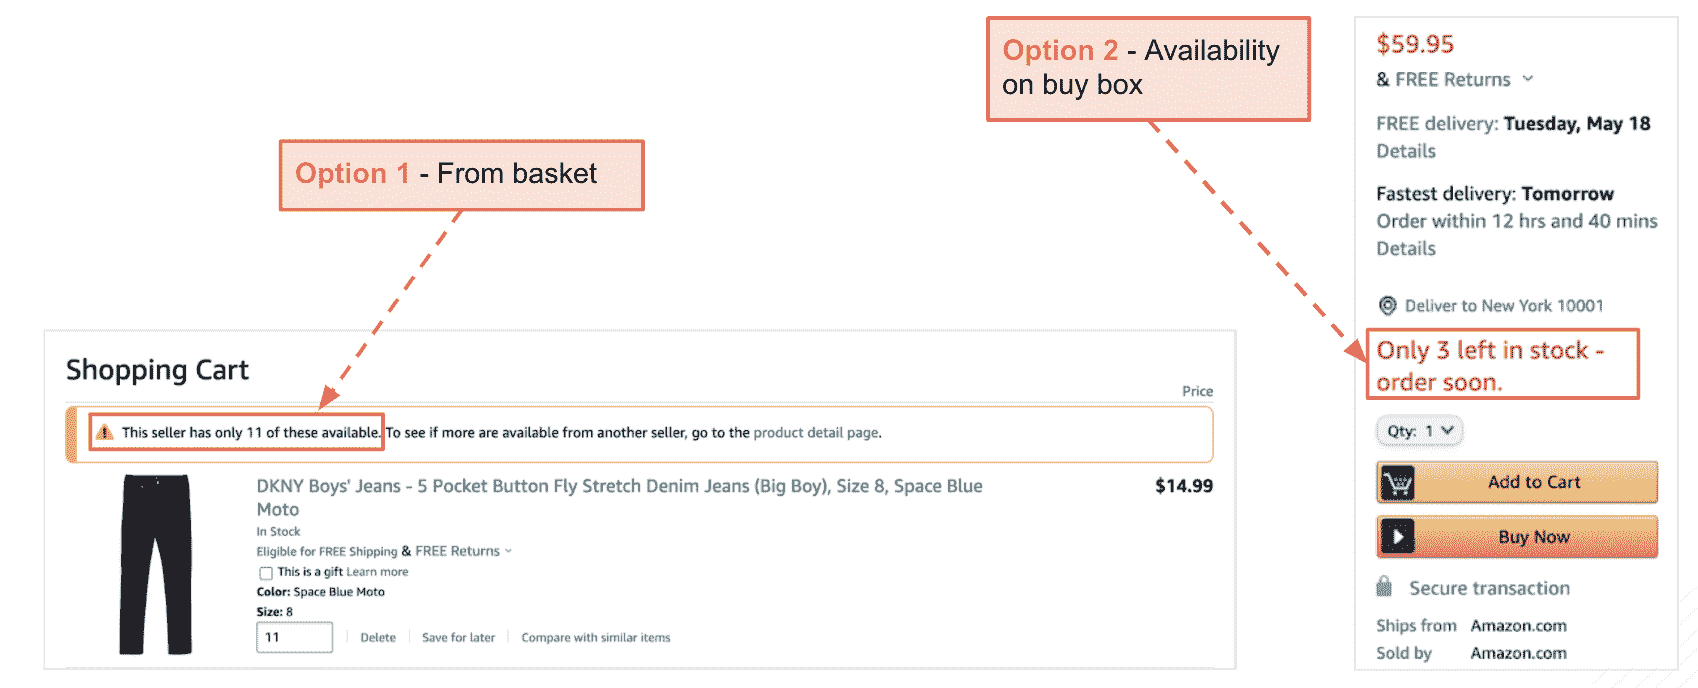 Option 1 - From basket
Shopping Cart
Price
This seller has only 11 of these available. To see if more are available from another seller, go to the product detail page.
DKNY Boys' Jeans - 5 Pocket Button Fly Stretch Denim Jeans (Big Boy), Size 8, Space Blue
Moto
$14.99
In Stock
Eligible for FREE Shipping & FREE Returns
This is a gift Learn more
Color: Space Blue Moto
Size: 8
11 Delete Save for later Compare with similar items
Option 2 - Availability
on buy box
$59.95
& FREE Returns
FREE delivery: Tuesday, May 18
Details
Fastest delivery: Tomorrow
Order within 12 hrs and 40 mins
Details
Deliver to New York 10001
Only 3 left in stock -
order soon.
Qty: 1
Add to Cart
Buy Now
Secure transaction
Ships from Amazon.com
Sold by Amazon.com